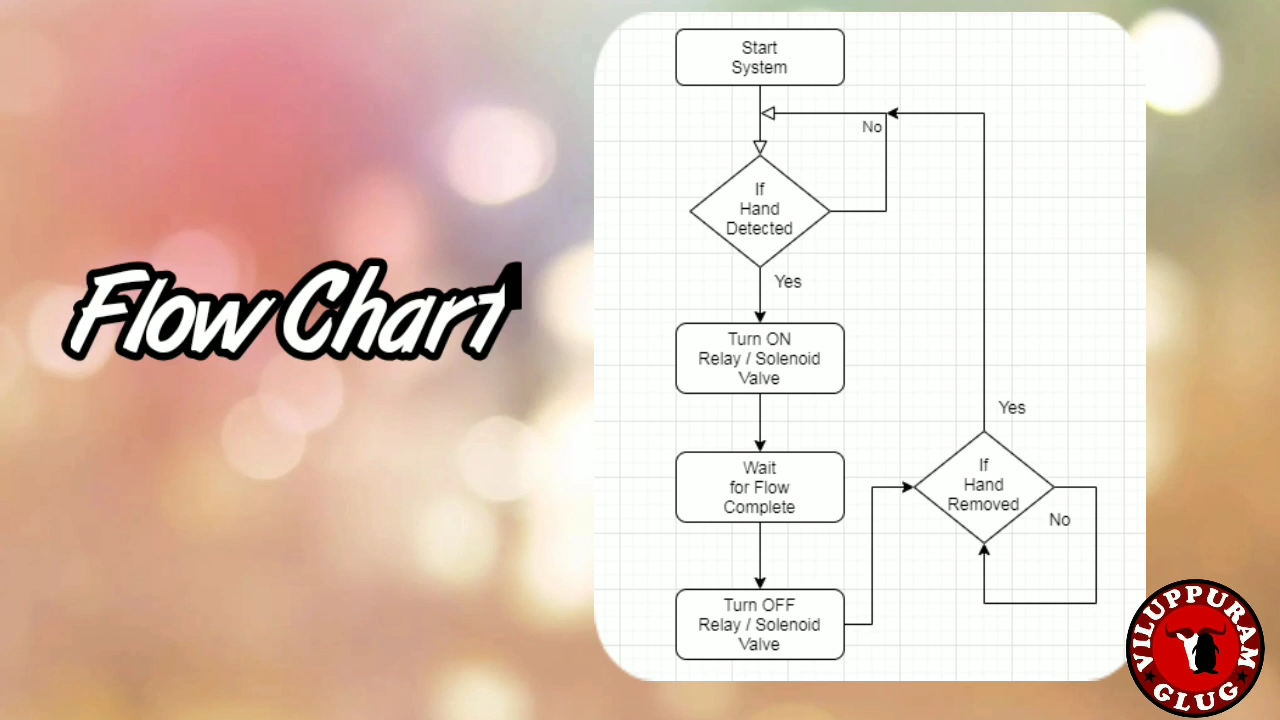 Flow Chart
Start
System
No
If
Hand
Detected
Yes
Turn ON
Relay / Solenoid
Valve
Wait
for Flow
Complete
Turn OFF
Relay / Solenoid
Valve
Yes
If
Hand
Removed
No
VILUPPURAM
GLUG